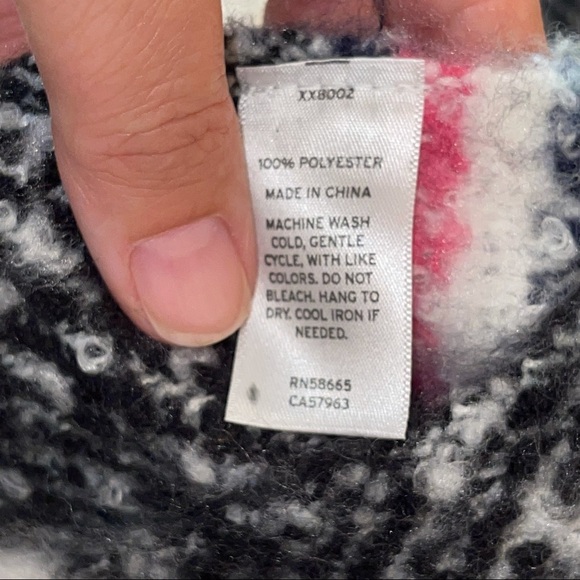 XX8002
100% POLYESTER
MADE IN CHINA
MACHINE WASH
COLD, GENTLE
CYCLE, WITH LIKE
COLORS. DO NOT
BLEACH. HANG TO
DRY. COOL IRON IF
NEEDED.
RN58665
CA57963